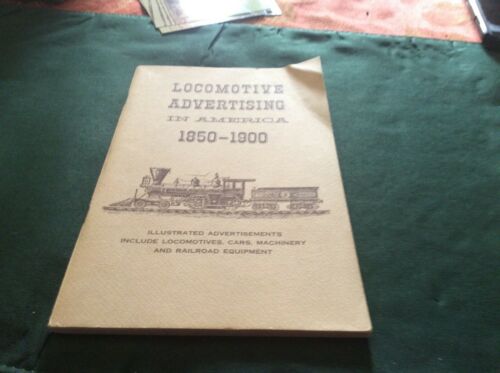 LOCOMOTIVE
ADVERTISING
IN AMERICA
1850-1900
ILLUSTRATED ADVERTISEMENTS
INCLUDE LOCOMOTIVES, CARS, MACHINERY
AND RAILROAD EQUIPMENT